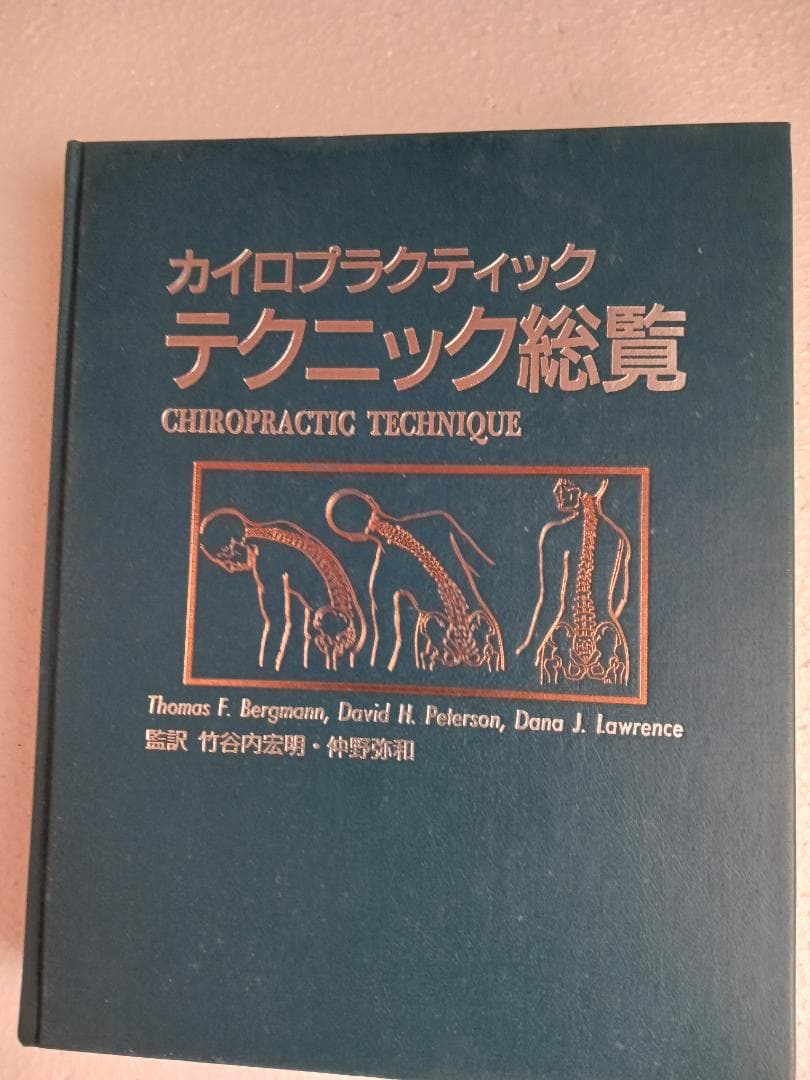 カイロプラクティック
テクニック総覧
CHIROPRACTIC TECHNIQUE
Thomas F. Bergmann, David H. Peterson, Dana J. Lawrence
監訳 竹谷内宏明・仲野弥和